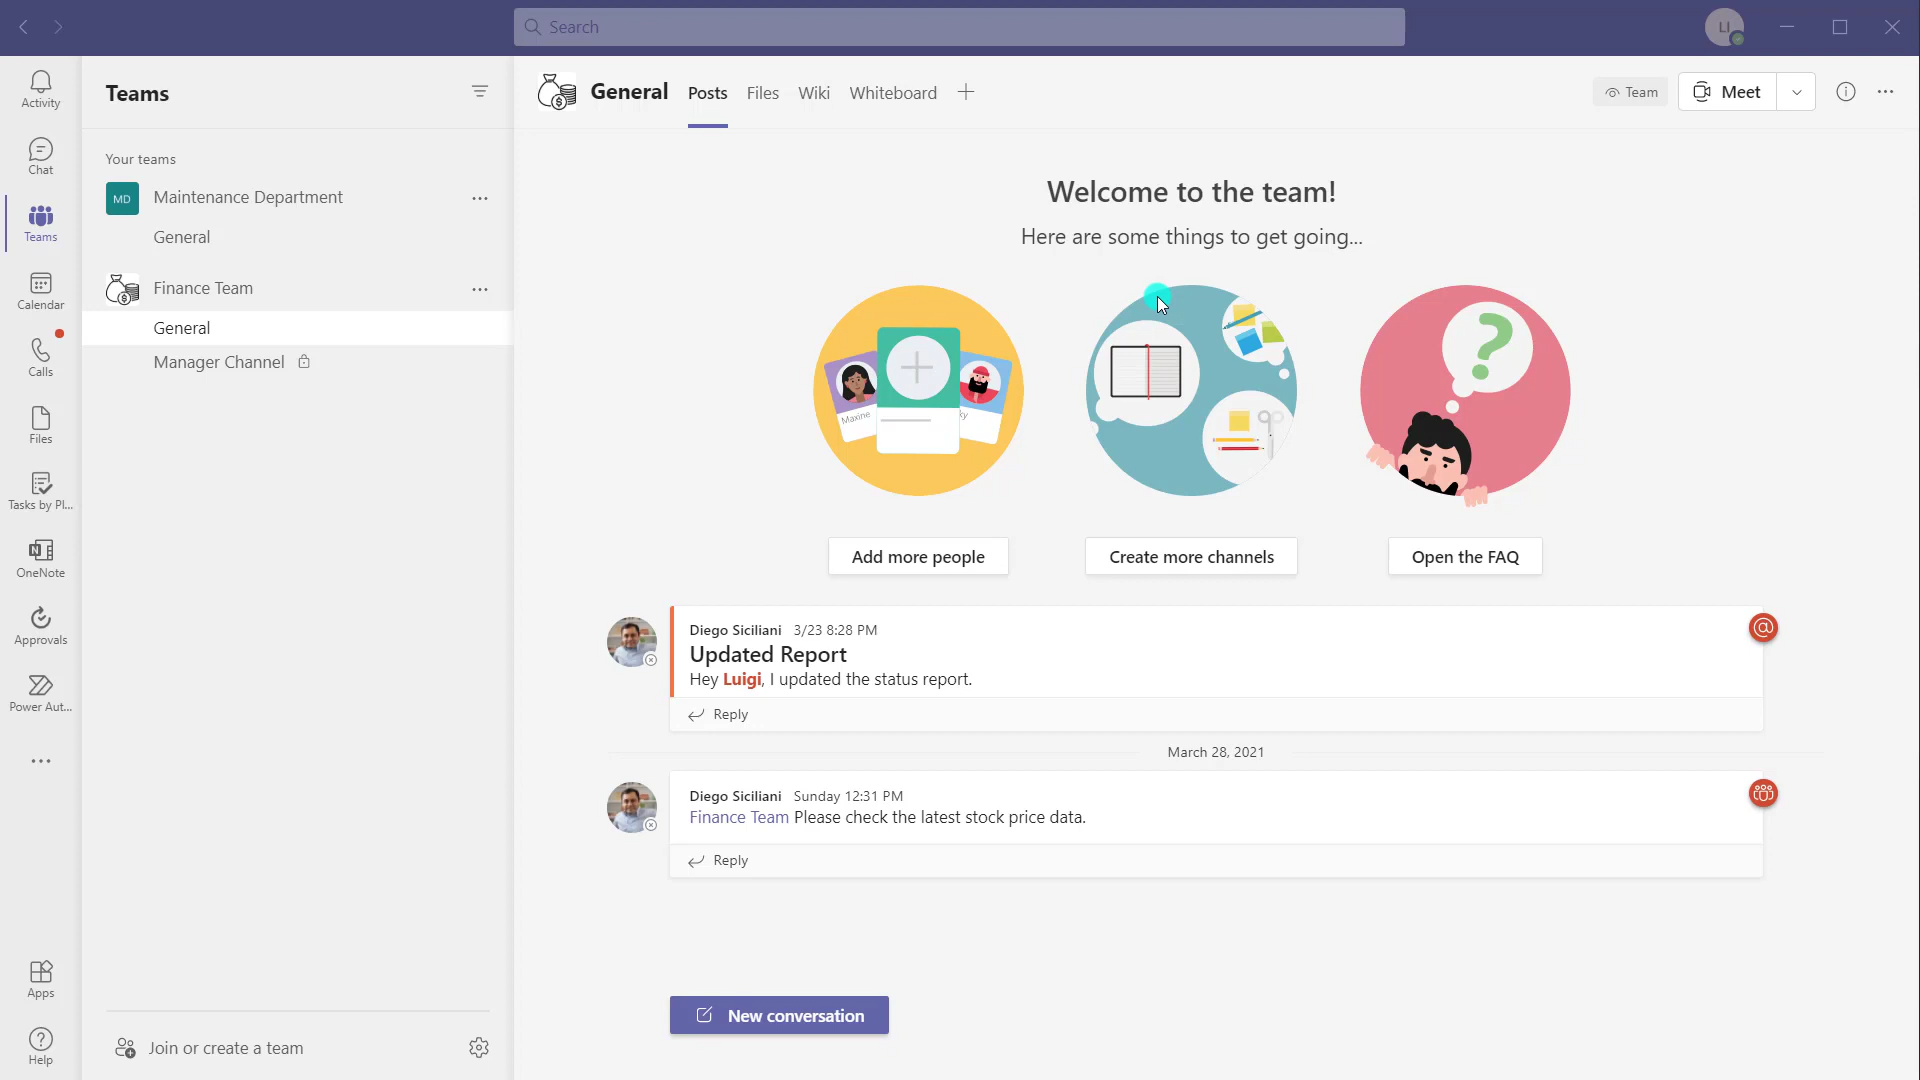 Search
LI
Activity
Chat
Teams
Calendar
Calls
Files
Tasks by Pl...
OneNote
Approvals
Power Aut...
Apps
Help
Teams
Your teams
MD Maintenance Department
General
Finance Team
General
Manager Channel
Join or create a team
General Posts Files Wiki Whiteboard
Team Meet
Welcome to the team!
Here are some things to get going...
Maxine
ky
Add more people
Create more channels
Open the FAQ
Diego Siciliani 3/23 8:28 PM
Updated Report
Hey Luigi, I updated the status report.
Reply
March 28, 2021
Diego Siciliani Sunday 12:31 PM
Finance Team Please check the latest stock price data.
Reply
New conversation